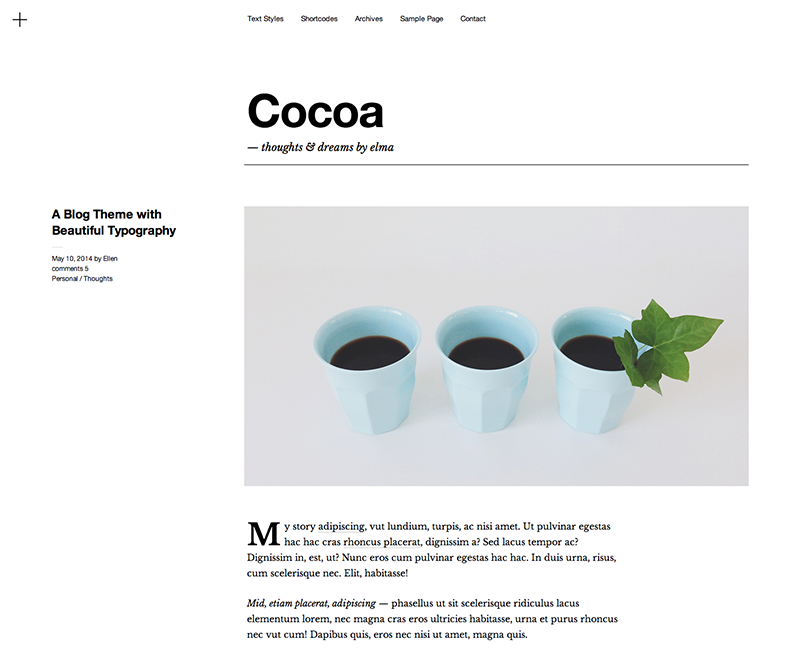 Text Styles Shortcodes Archives Sample Page Contact
Cocoa
— thoughts & dreams by elma
A Blog Theme with
Beautiful Typography
May 10, 2014 by Ellen
comments 5
Personal / Thoughts
My story adipiscing, vut lundium, turpis, ac nisi amet. Ut pulvinar egestas
hac hac cras rhoncus placerat, dignissim a? Sed lacus tempor ac?
Dignissim in, est, ut? Nunc eros cum pulvinar egestas hac hac. In duis urna, risus,
cum scelerisque nec. Elit, habitasse!
Mid, etiam placerat, adipiscing — phasellus ut sit scelerisque ridiculus lacus
elementum lorem, nec magna cras eros ultricies habitasse, urna et purus rhoncus
nec vut cum! Dapibus quis, eros nec nisi ut amet, magna quis.